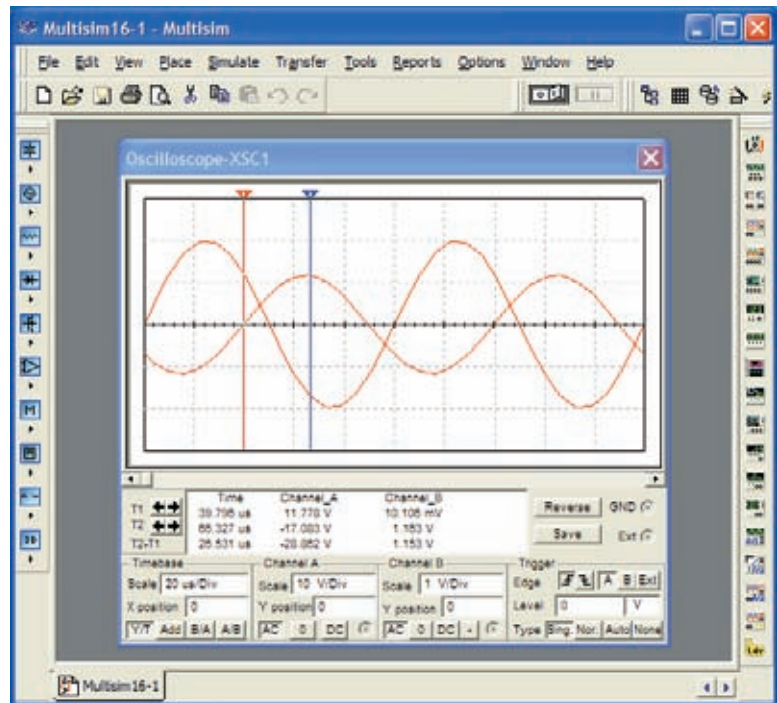 Multisim16-1 - Multisim
File Edit View Place Simulate Transfer Tools Reports Options Window Help
Oscilloscope-XSC1
Time Channel_A Channel_B
T1 39.796 us 11.778 V 10.106 mV
T2 66.327 us -17.083 V 1.163 V
T2-T1 26.531 us -28.862 V 1.153 V
Reverse GND
Save Ext
Timebase Channel A Channel B Trigger
Scale 20 us/Div Scale 10 V/Div Scale 1 V/Div Edge A B Ext
X position 0 Y position 0 Y position 0 Level 0 V
Y/T Add B/A A/B AC 0 DC AC 0 DC - Type Sing. Nor. Auto None
Multisim16-1